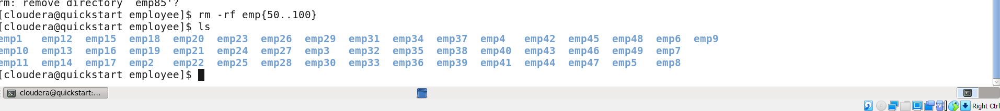 rm: remove directory `emp85'?
[cloudera@quickstart employee]$ rm -rf emp{50..100}
[cloudera@quickstart employee]$ ls
emp1 emp12 emp15 emp18 emp20 emp23 emp26 emp29 emp31 emp34 emp37 emp4 emp42 emp45 emp48 emp6 emp9
emp10 emp13 emp16 emp19 emp21 emp24 emp27 emp3 emp32 emp35 emp38 emp40 emp43 emp46 emp49 emp7
emp11 emp14 emp17 emp2 emp22 emp25 emp28 emp30 emp33 emp36 emp39 emp41 emp44 emp47 emp5 emp8
[cloudera@quickstart employee]$
cloudera@quickstart:...
Right Ctrl